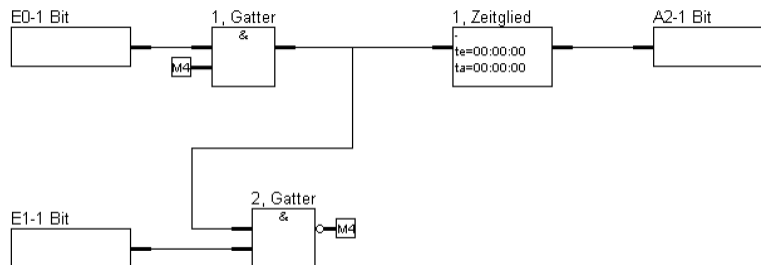 E0-1 Bit
1, Gatter
&
M4
1, Zeitglied
-
te=00:00:00
ta=00:00:00
A2-1 Bit
E1-1 Bit
2, Gatter
&
M4